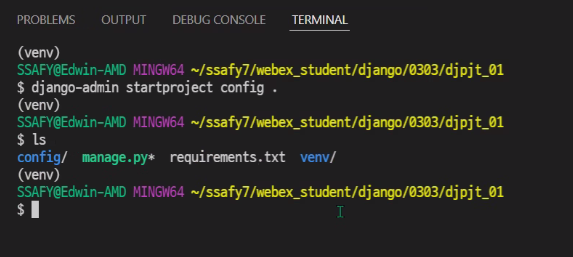 PROBLEMS OUTPUT DEBUG CONSOLE TERMINAL
(venv)
SSAFY@Edwin-AMD MINGW64 ~/ssafy7/webex_student/django/0303/djpjt_01
$ django-admin startproject config .
(venv)
SSAFY@Edwin-AMD MINGW64 ~/ssafy7/webex_student/django/0303/djpjt_01
$ ls
config/  manage.py*  requirements.txt  venv/
(venv)
SSAFY@Edwin-AMD MINGW64 ~/ssafy7/webex_student/django/0303/djpjt_01
$